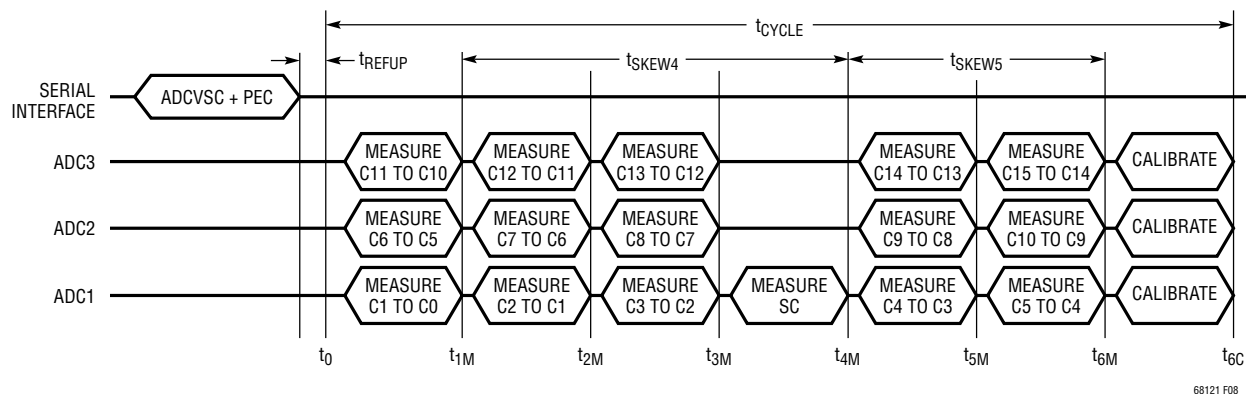 tCYCLE
tREFUP
tSKEW4
tSKEW5
SERIAL
INTERFACE
ADCVSC + PEC
ADC3
MEASURE
C11 TO C10
MEASURE
C12 TO C11
MEASURE
C13 TO C12
MEASURE
C14 TO C13
MEASURE
C15 TO C14
CALIBRATE
ADC2
MEASURE
C6 TO C5
MEASURE
C7 TO C6
MEASURE
C8 TO C7
MEASURE
C9 TO C8
MEASURE
C10 TO C9
CALIBRATE
ADC1
MEASURE
C1 TO C0
MEASURE
C2 TO C1
MEASURE
C3 TO C2
MEASURE
SC
MEASURE
C4 TO C3
MEASURE
C5 TO C4
CALIBRATE
t0 t1M t2M t3M t4M t5M t6M t6C
68121 F08